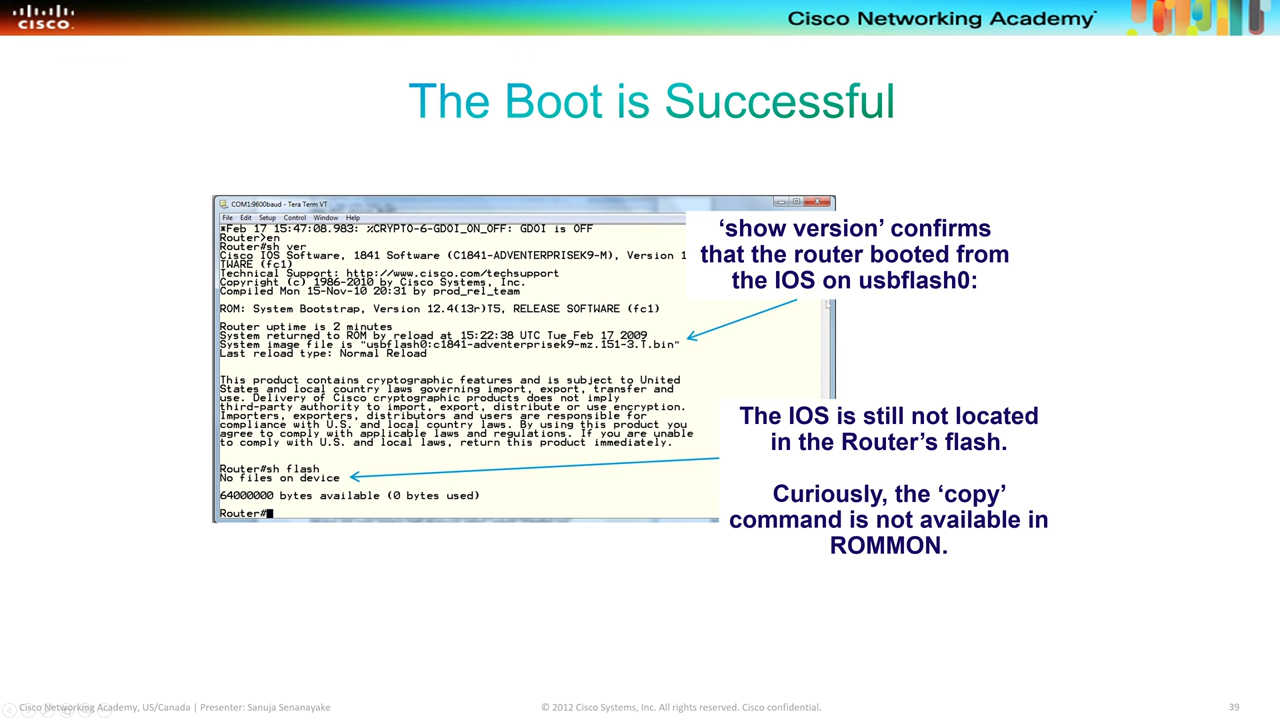 CISCO.
Cisco Networking Academy
The Boot is Successful
COM1:9600baud - Tera Term VT
File Edit Setup Control Window Help
*Feb 17 15:47:08.983: %CRYPTO-6-GDOI_ON_OFF: GDOI is OFF
Router>en
Router#sh ver
Cisco IOS Software, 1841 Software (C1841-ADVENTERPRISEK9-M), Version 1
TWARE (fc1)
Technical Support: http://www.cisco.com/techsupport
Copyright (c) 1986-2010 by Cisco Systems, Inc.
Compiled Mon 15-Nov-10 20:31 by prod_rel_team
ROM: System Bootstrap, Version 12.4(13r)T5, RELEASE SOFTWARE (fc1)
Router uptime is 2 minutes
System returned to ROM by reload at 15:22:38 UTC Tue Feb 17 2009
System image file is "usbflash0:c1841-adventerprisek9-mz.151-3.T.bin"
Last reload type: Normal Reload
This product contains cryptographic features and is subject to United
States and local country laws governing import, export, transfer and
use. Delivery of Cisco cryptographic products does not imply
third-party authority to import, export, distribute or use encryption.
Importers, exporters, distributors and users are responsible for
compliance with U.S. and local country laws. By using this product you
agree to comply with applicable laws and regulations. If you are unable
to comply with U.S. and local laws, return this product immediately.
Router#sh flash
No files on device
64000000 bytes available (0 bytes used)
Router#
‘show version’ confirms
that the router booted from
the IOS on usbflash0:
The IOS is still not located
in the Router’s flash.
Curiously, the ‘copy’
command is not available in
ROMMON.
Cisco Networking Academy, US/Canada | Presenter: Sanuja Senanayake
© 2012 Cisco Systems, Inc. All rights reserved. Cisco confidential.
39